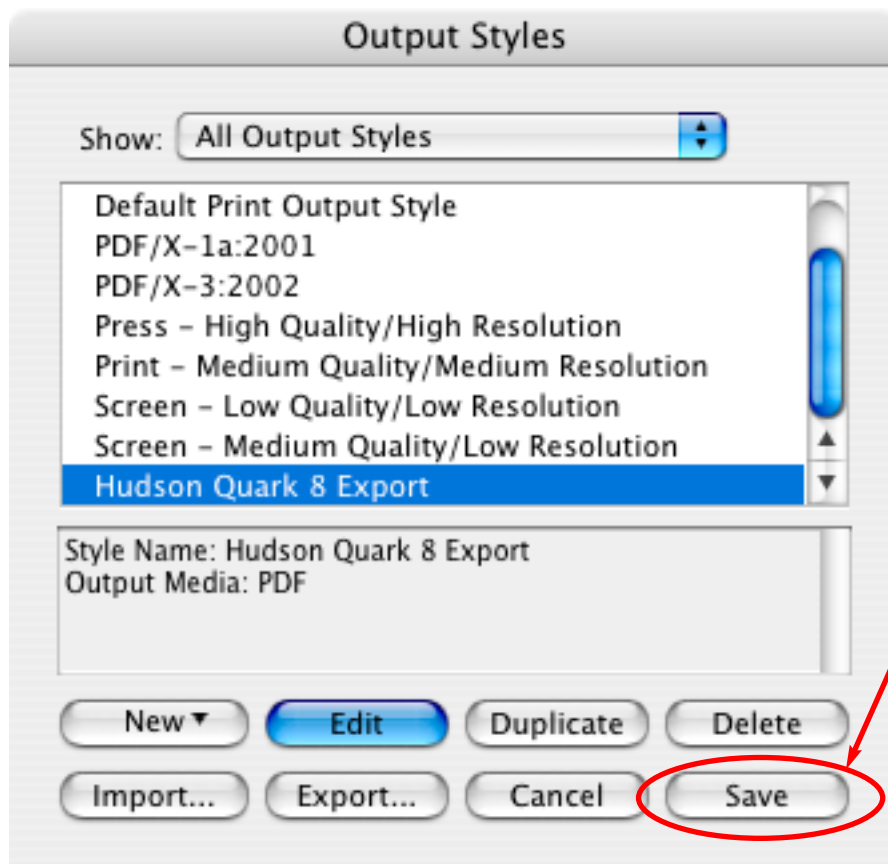 Output Styles
Show: All Output Styles
Default Print Output Style
PDF/X-1a:2001
PDF/X-3:2002
Press - High Quality/High Resolution
Print - Medium Quality/Medium Resolution
Screen - Low Quality/Low Resolution
Screen - Medium Quality/Low Resolution
Hudson Quark 8 Export
Style Name: Hudson Quark 8 Export
Output Media: PDF
New Edit Duplicate Delete
Import... Export... Cancel Save